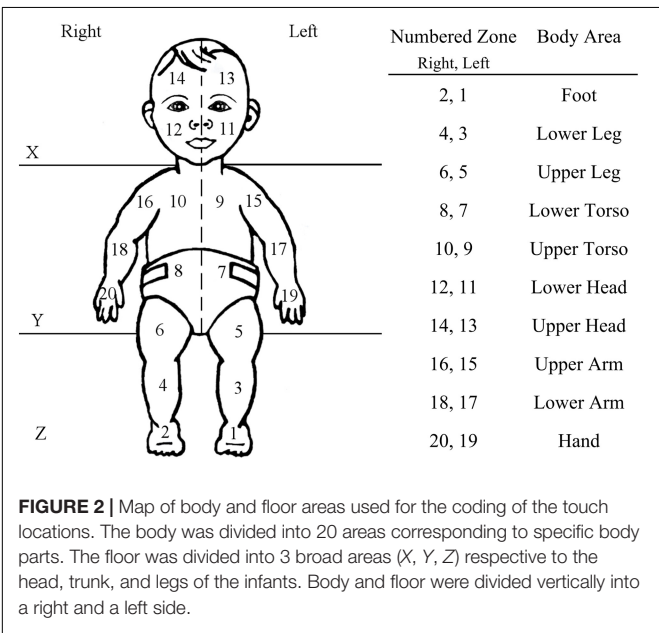 Right Left
14 13
12 11
X
16 10 9 15
18 17
8 7
20 19
Y
6 5
4 3
Z
2 1
Numbered Zone Body Area
Right, Left
2, 1 Foot
4, 3 Lower Leg
6, 5 Upper Leg
8, 7 Lower Torso
10, 9 Upper Torso
12, 11 Lower Head
14, 13 Upper Head
16, 15 Upper Arm
18, 17 Lower Arm
20, 19 Hand
FIGURE 2 | Map of body and floor areas used for the coding of the touch
locations. The body was divided into 20 areas corresponding to specific body
parts. The floor was divided into 3 broad areas (X, Y, Z) respective to the
head, trunk, and legs of the infants. Body and floor were divided vertically into
a right and a left side.